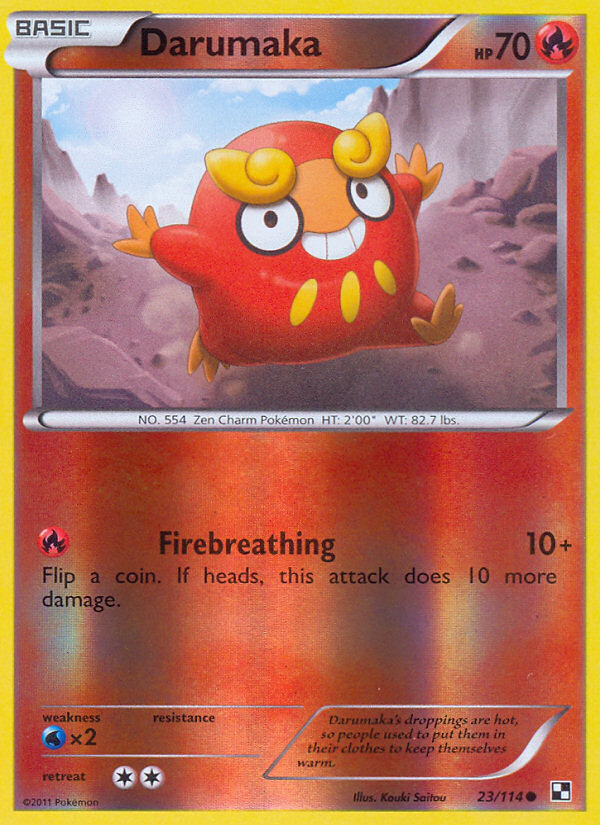 BASIC
Darumaka
HP70
NO. 554 Zen Charm Pokémon HT: 2'00" WT: 82.7 lbs.
Firebreathing 10+
Flip a coin. If heads, this attack does 10 more
damage.
weakness resistance
×2
retreat
Darumaka's droppings are hot,
so people used to put them in
their clothes to keep themselves
warm.
©2011 Pokémon
Illus. Kouki Saitou 23/114